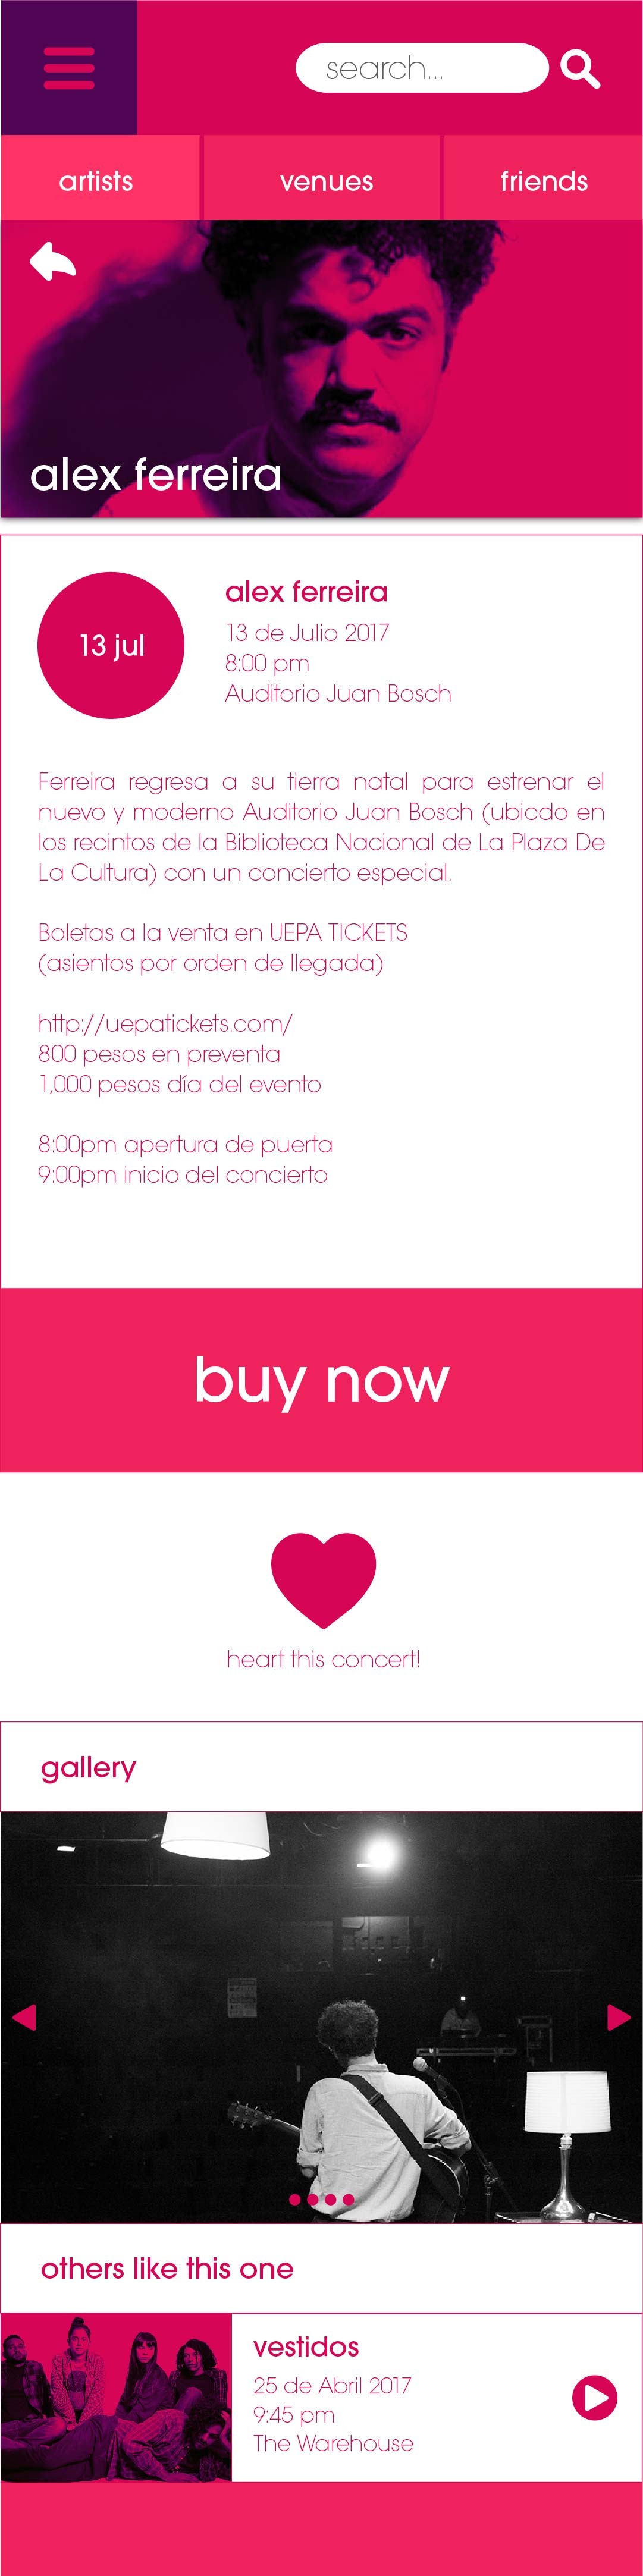 search...
artists
venues
friends
alex ferreira
13 jul
alex ferreira
13 de Julio 2017
8:00 pm
Auditorio Juan Bosch
Ferreira regresa a su tierra natal para estrenar el
nuevo y moderno Auditorio Juan Bosch (ubicdo en
los recintos de la Biblioteca Nacional de La Plaza De
La Cultura) con un concierto especial.
Boletas a la venta en UEPA TICKETS
(asientos por orden de llegada)
http://uepatickets.com/
800 pesos en preventa
1,000 pesos día del evento
8:00pm apertura de puerta
9:00pm inicio del concierto
buy now
heart this concert!
gallery
others like this one
vestidos
25 de Abril 2017
9:45 pm
The Warehouse